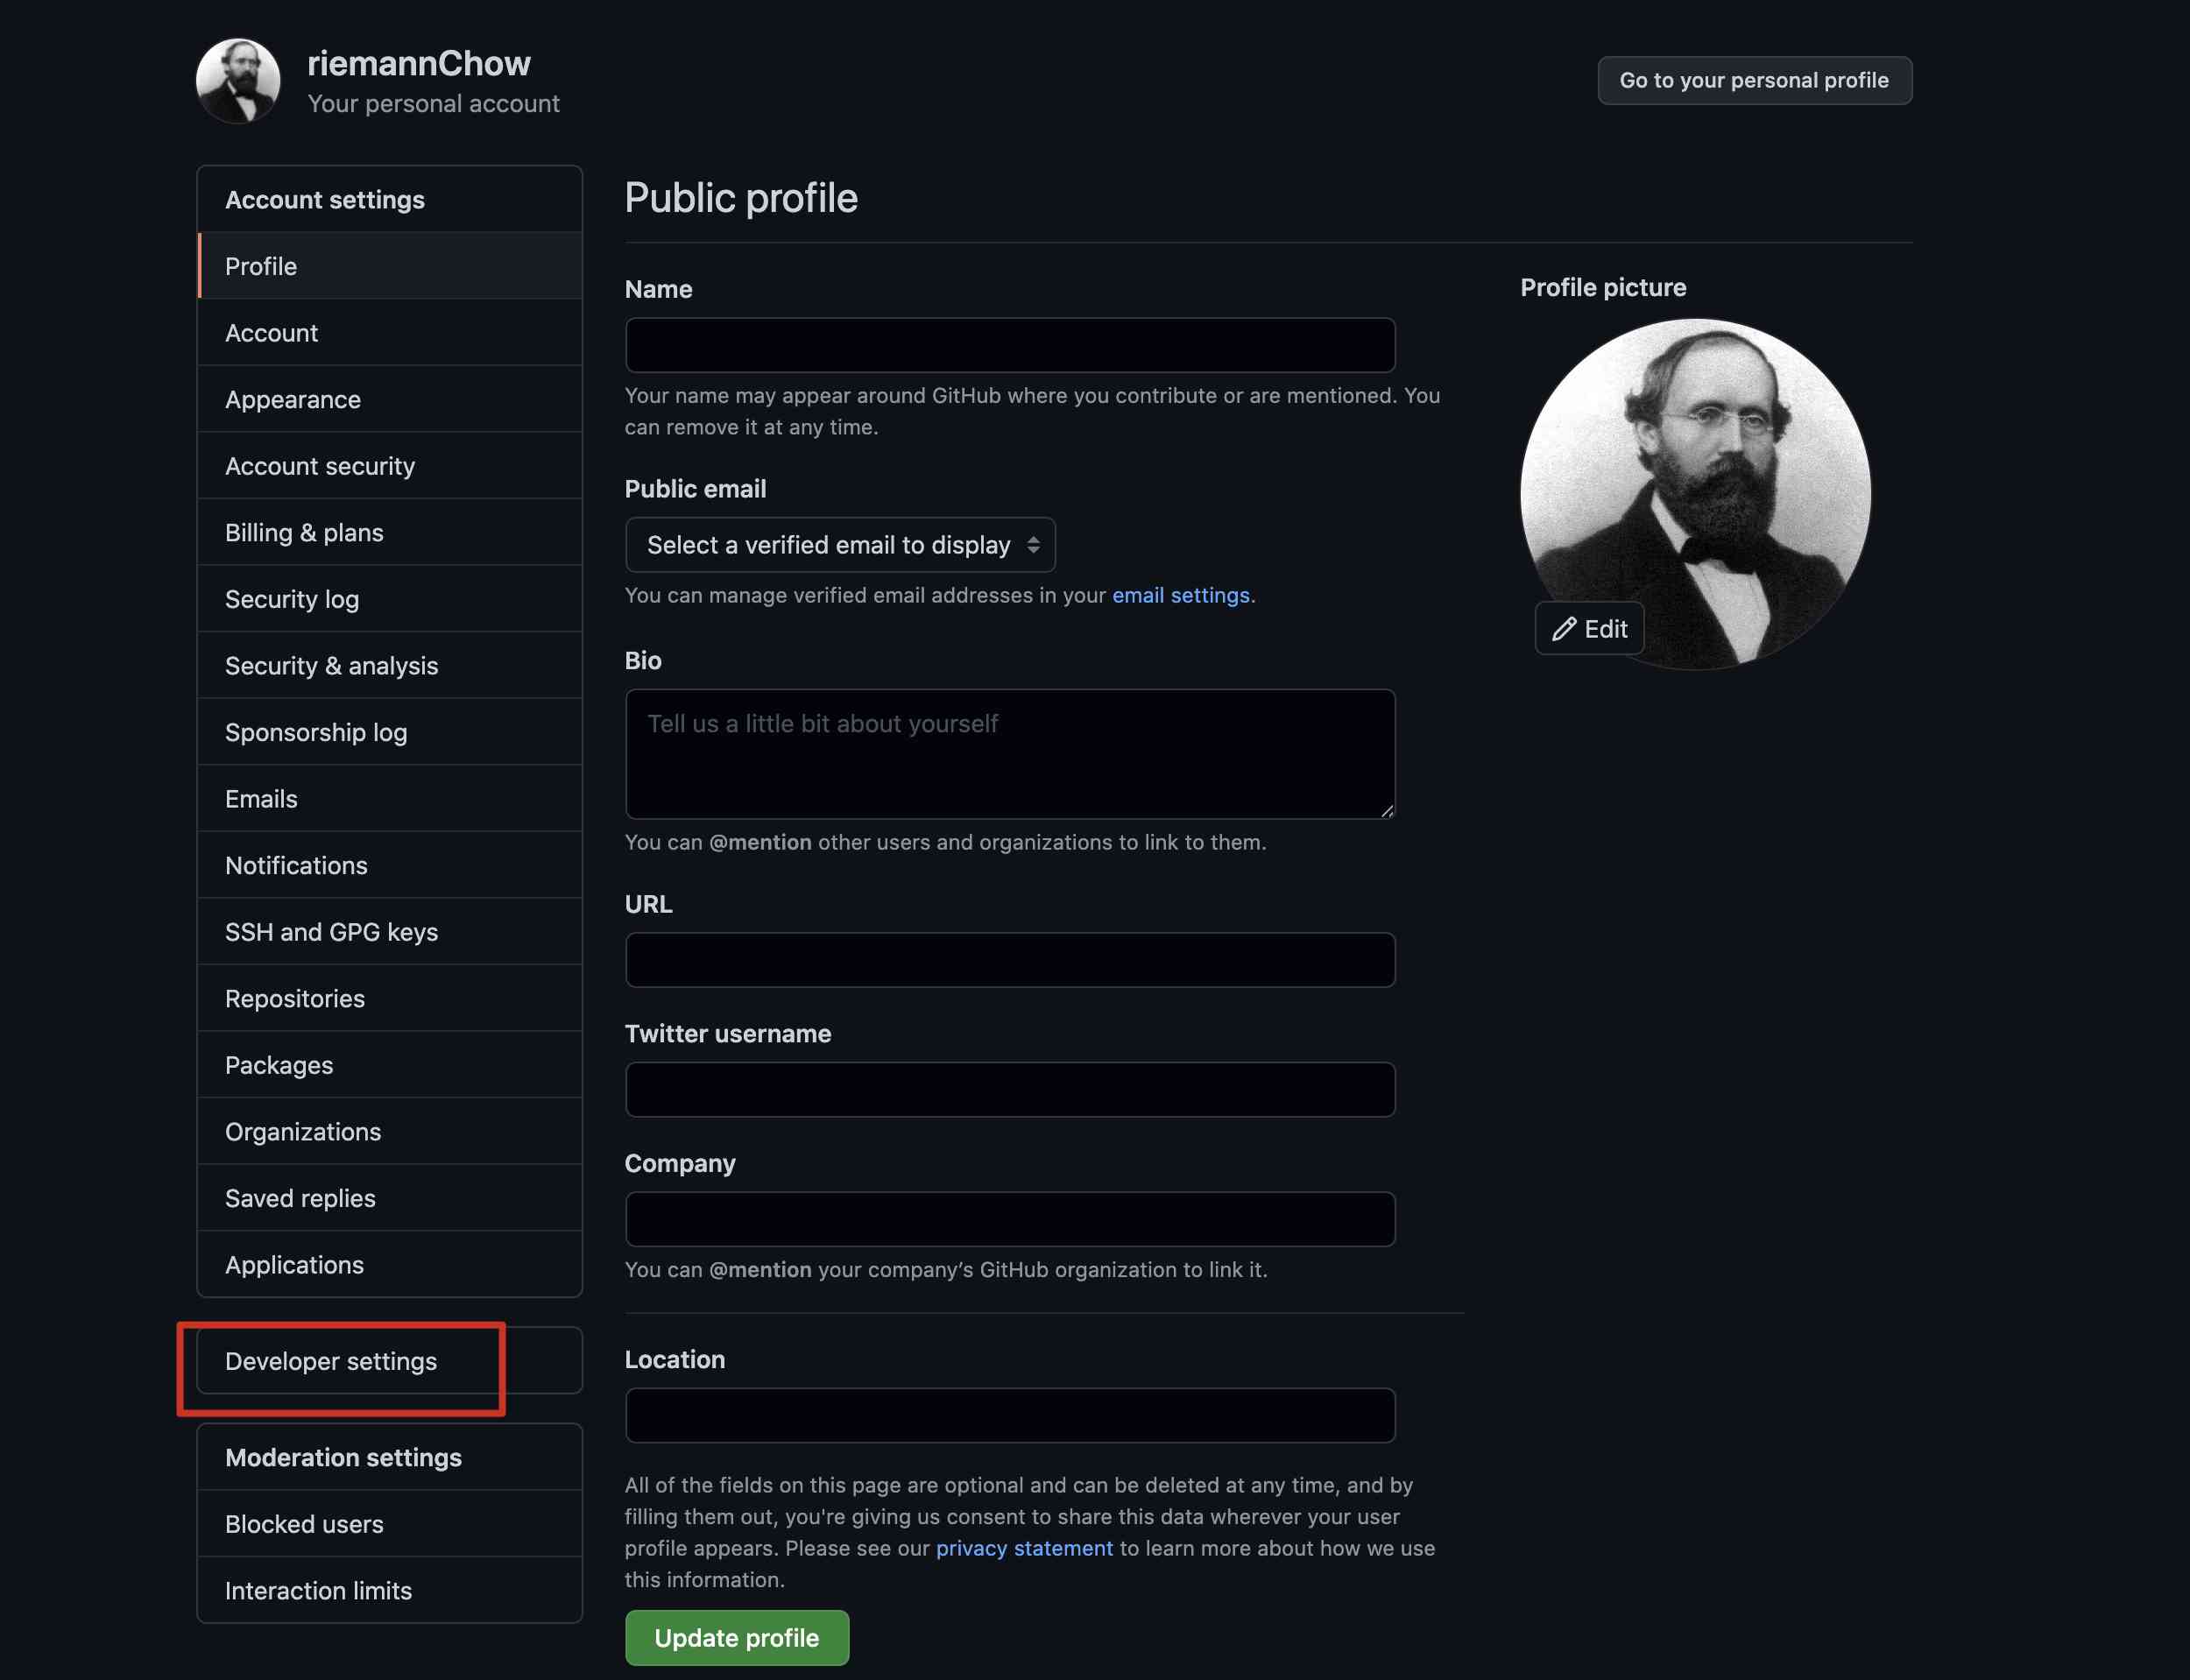 riemannChow
Your personal account
Go to your personal profile
Account settings
Profile
Account
Appearance
Account security
Billing & plans
Security log
Security & analysis
Sponsorship log
Emails
Notifications
SSH and GPG keys
Repositories
Packages
Organizations
Saved replies
Applications
Developer settings
Moderation settings
Blocked users
Interaction limits
Public profile
Name
Your name may appear around GitHub where you contribute or are mentioned. You
can remove it at any time.
Public email
Select a verified email to display
You can manage verified email addresses in your email settings.
Bio
Tell us a little bit about yourself
You can @mention other users and organizations to link to them.
URL
Twitter username
Company
You can @mention your company’s GitHub organization to link it.
Location
All of the fields on this page are optional and can be deleted at any time, and by
filling them out, you're giving us consent to share this data wherever your user
profile appears. Please see our privacy statement to learn more about how we use
this information.
Update profile
Profile picture
Edit